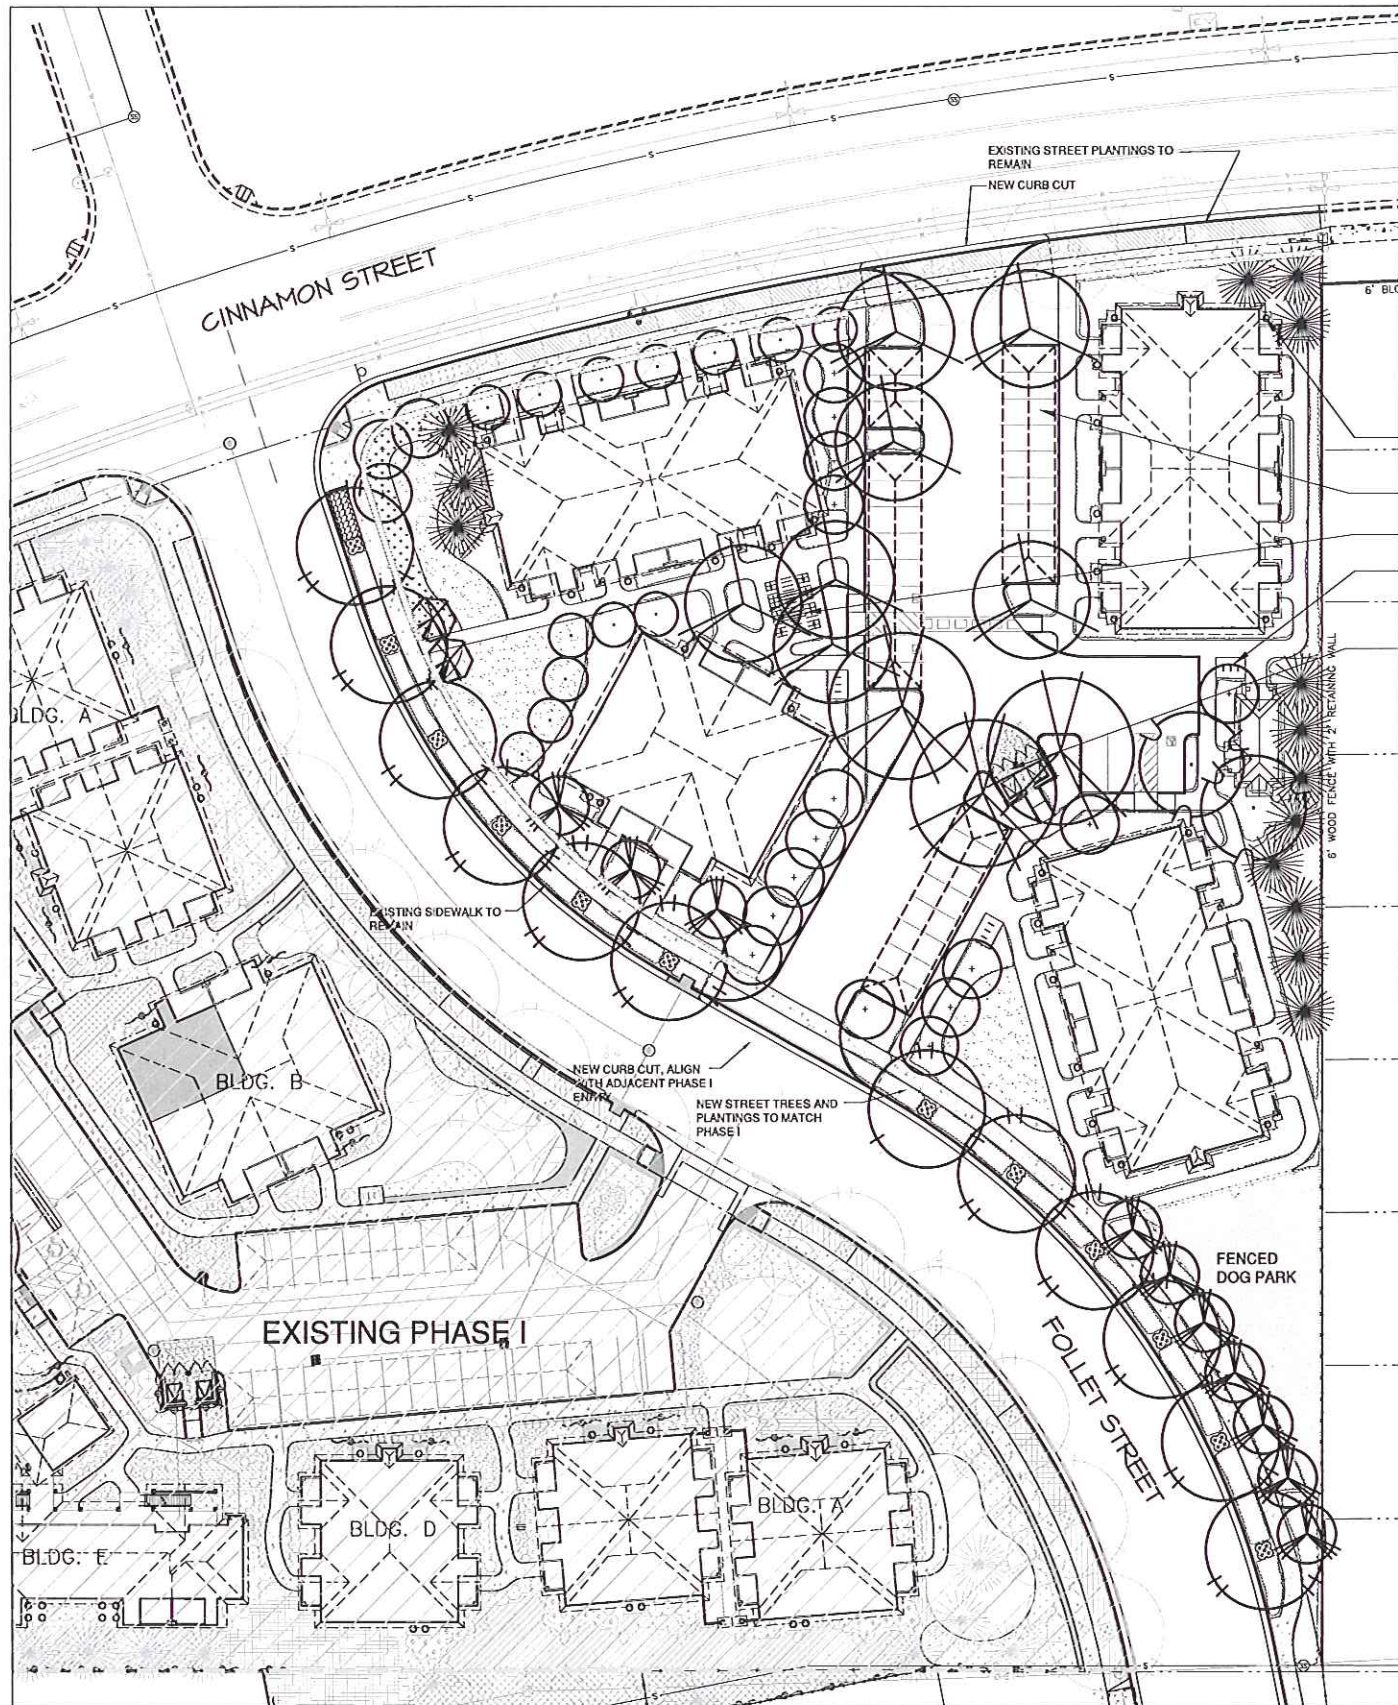 EXISTING STREET PLANTINGS TO
REMAIN
NEW CURB CUT
CINNAMON STREET
6' BLO
6' WOOD FENCE WITH 2' RETAINING WALL
BLDG. A
EXISTING SIDEWALK TO
REMAIN
BLDG. B
NEW CURB CUT, ALIGN
WITH ADJACENT PHASE I
ENTRY
NEW STREET TREES AND
PLANTINGS TO MATCH
PHASE I
FENCED
DOG PARK
EXISTING PHASE I
FOLLET STREET
BLDG. D
BLDG. A
BLDG. E